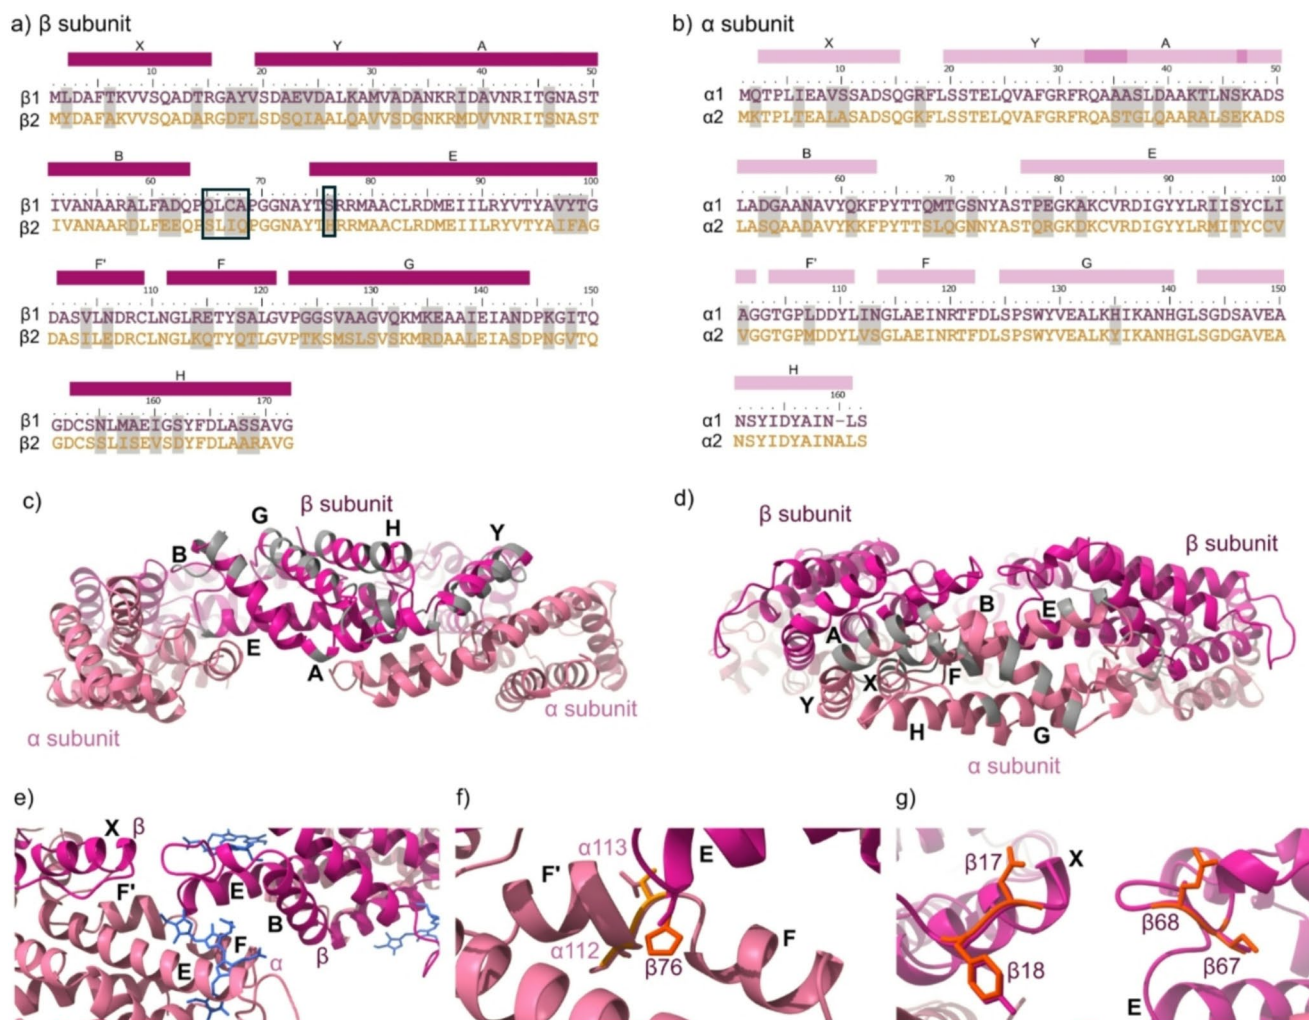 a) β subunit
X Y A
10 20 30 40 50
β1 MLDAFTKVVSQADTRGAYVSDAEVDALKAMVADANKRIDAVNRITGNAST
β2 MYDAFAKVVSQADARGDFLSDSQIAALQAVVSDGNKRMDVVNRITSNAST
B E
60 70 80 90 100
β1 IVANAARALFADQPQLCAPGGNAYTSRRMAACLRDMEIILRYVTYAVYTG
β2 IVANAARDLFEEQPSLIQPGGNAYTHRRMAACLRDMEIILRYVTYAIFAG
F' F G
110 120 130 140 150
β1 DASVLNDRCLNGLRETYSALGVPGGSVAAGVQKMKEAAIEIANDPKGITQ
β2 DASILEDRCLNGLKQTYQTLGVPTKSMSLSVSKMRDAALEIASDPNGVTQ
H
160 170
β1 GDCSNLMAEIGSYFDLASSAVG
β2 GDCSSLISEVSDYFDLAARAVG
b) α subunit
X Y A
10 20 30 40 50
α1 MQTPLIEAVSSADSQGRFLSSTELQVAFGRFRQAAASLDAAKTLNSKADS
α2 MKTPLTEALASADSQGKFLSSTELQVAFGRFRQASTGLQAARALSEKADS
B E
60 70 80 90 100
α1 LADGAANAVYQKFPYTTQMTGSNYASTPEGKAKCVRDIGYYLRIISYCLI
α2 LASQAADAVYKKFPYTTSLQGNNYASTQRGKDKCVRDIGYYLRMITYCCV
F' F G
110 120 130 140 150
α1 AGGTGPLDDYLINGLAEINRTFDLSPSWYVEALKHIKANHGLSGDSAVEA
α2 VGGTGPMDDYLVSGLAEINRTFDLSPSWYVEALKYIKANHGLSGDGAVEA
H
160
α1 NSYIDYAIN-LS
α2 NSYIDYAINALS
c)
β subunit
G H Y
B
E
A
α subunit
α subunit
d)
β subunit
β subunit
B E
A
X F
Y
H G
α subunit
e)
X β
F' E
B
F
E
β
α
f)
α113
E
F'
F
α112
β76
g)
β17 X
β68
β18 β67
E